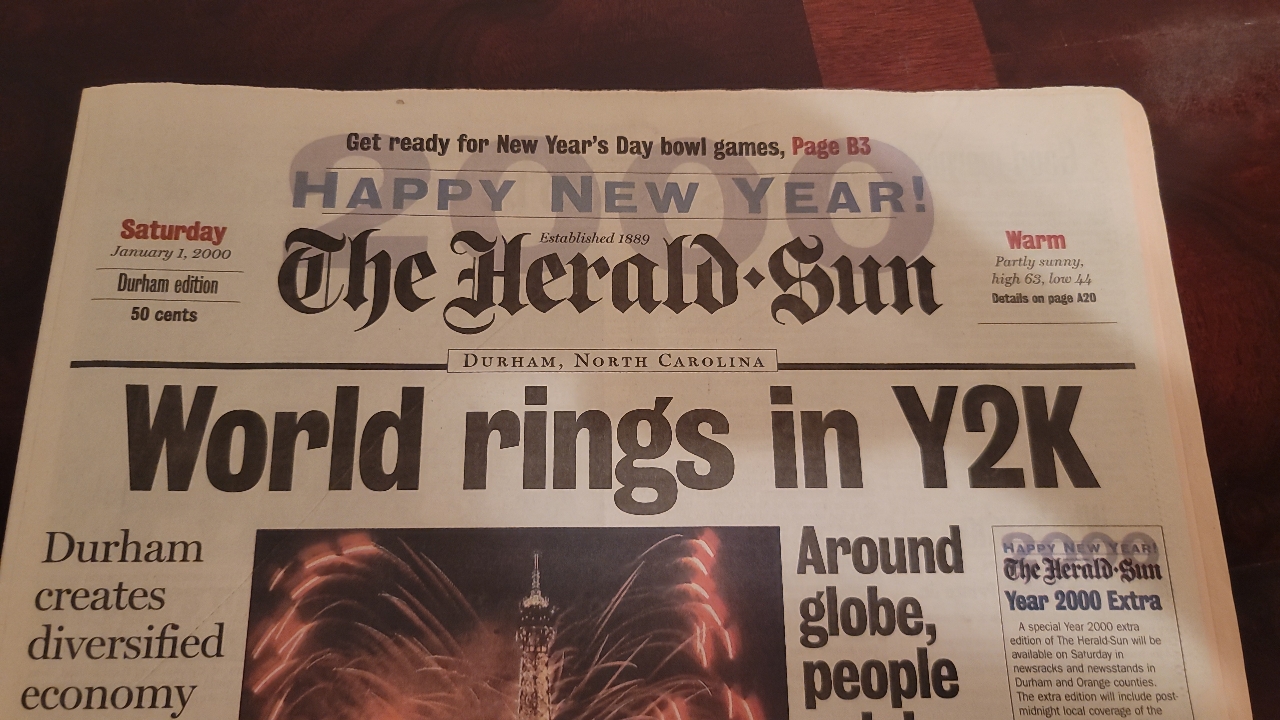 Get ready for New Year's Day bowl games, Page B3
2000
HAPPY NEW YEAR!
Saturday
January 1, 2000
Durham edition
50 cents
Established 1889
The Herald·Sun
Warm
Partly sunny,
high 63, low 44
Details on page A20
DURHAM, NORTH CAROLINA
World rings in Y2K
Durham
creates
diversified
economy
Around
globe,
people
2000
HAPPY NEW YEAR!
The Herald·Sun
Year 2000 Extra
A special Year 2000 extra
edition of The Herald-Sun will be
available on Saturday in
newsracks and newsstands in
Durham and Orange counties.
The extra edition will include post-
midnight local coverage of the